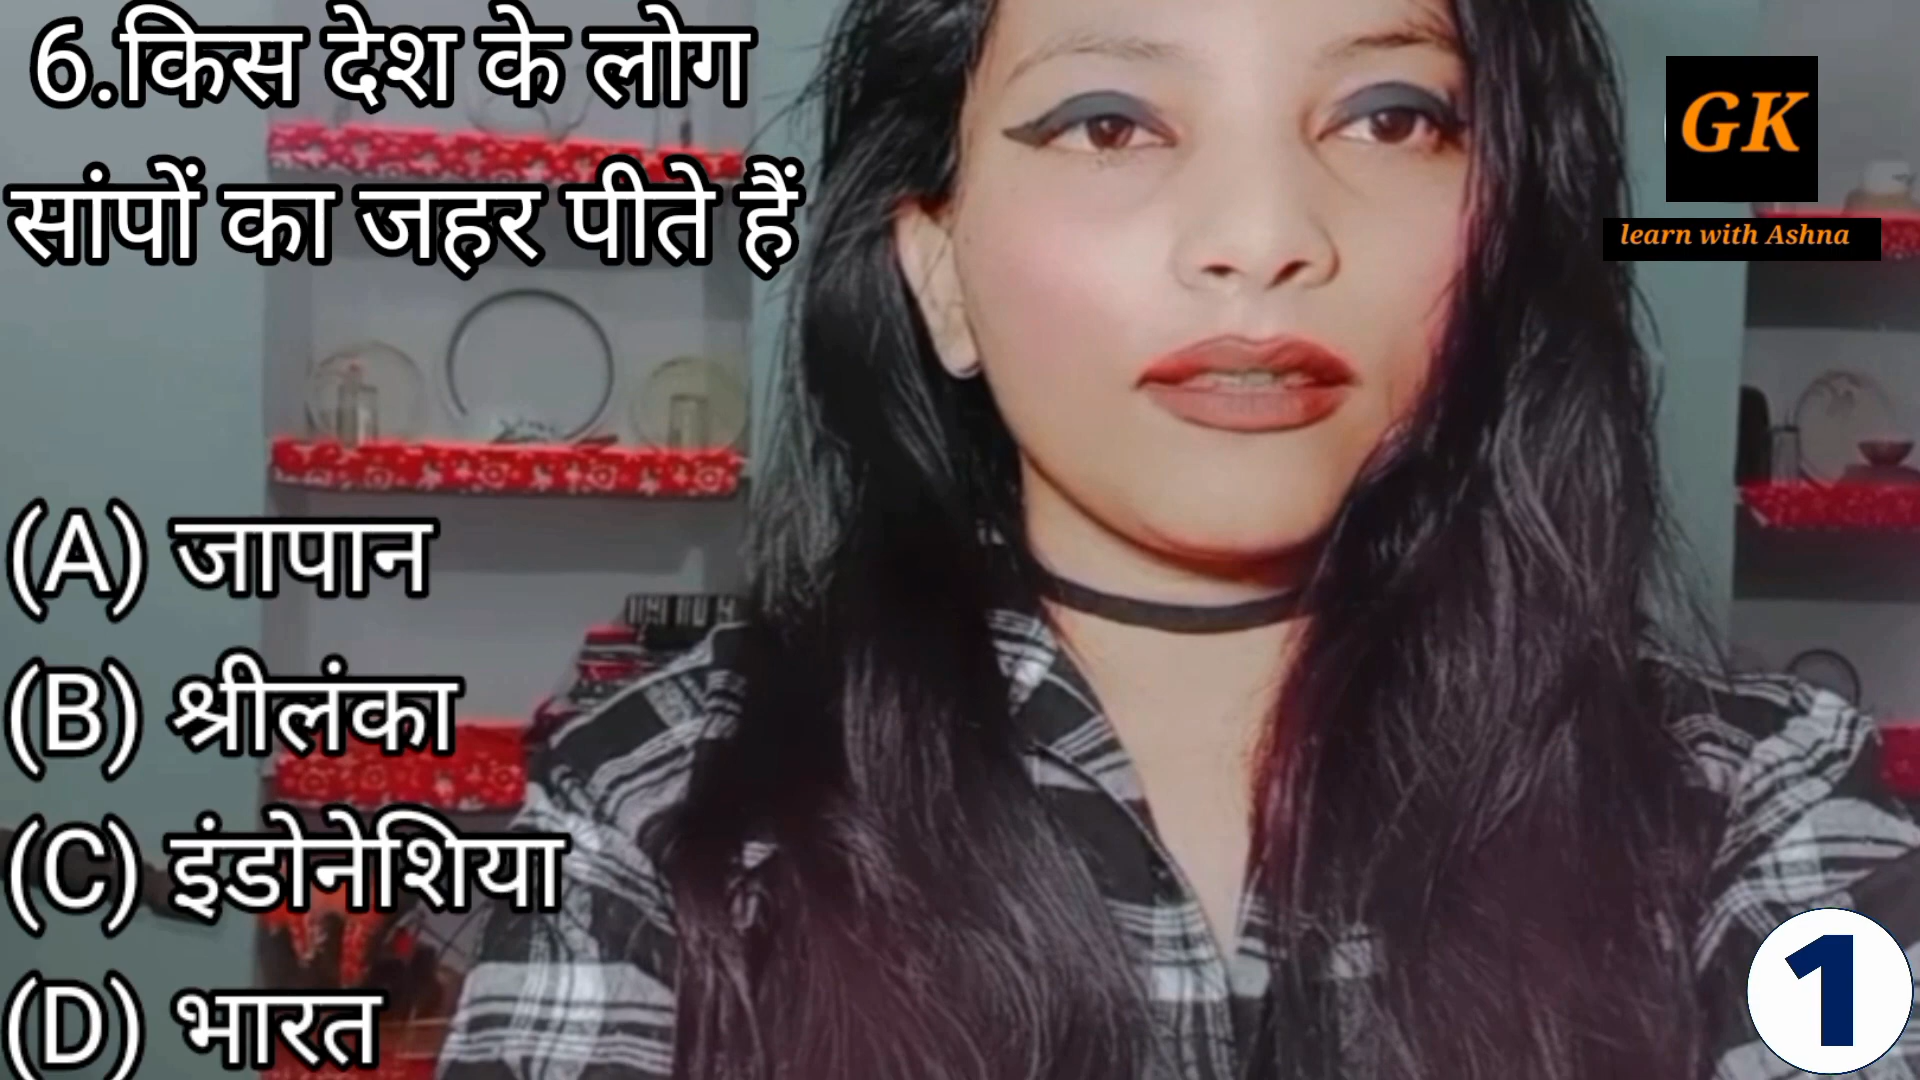 6.किस देश के लोग
सांपों का जहर पीते हैं
(A) जापान
(B) श्रीलंका
(C) इंडोनेशिया
(D) भारत
GK
learn with Ashna
1